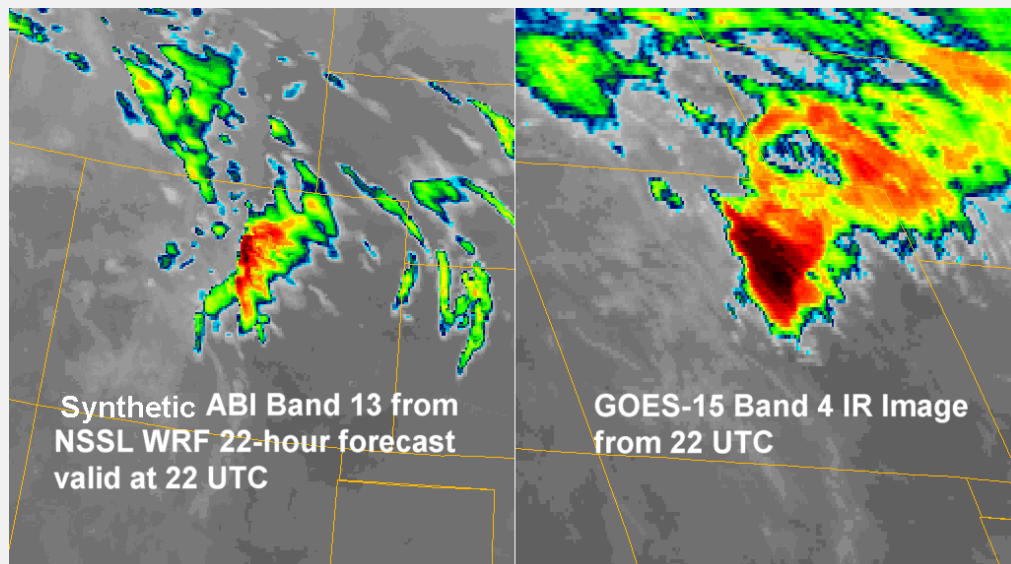 Synthetic ABI Band 13 from
NSSL WRF 22-hour forecast
valid at 22 UTC
GOES-15 Band 4 IR Image
from 22 UTC